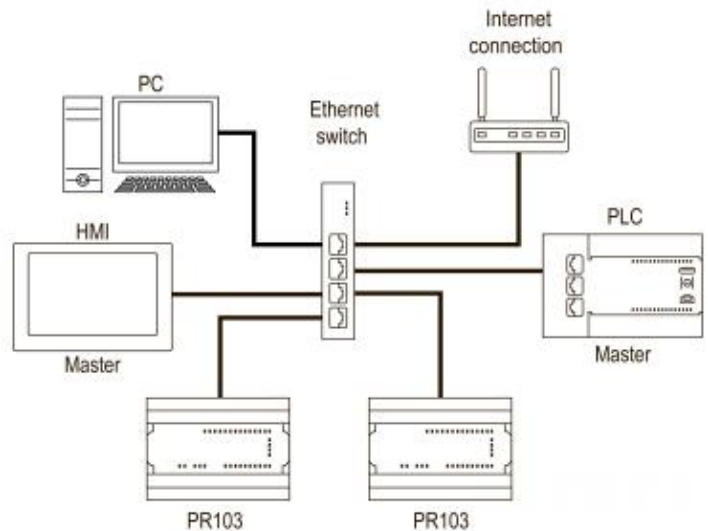 Internet
connection
PC
Ethernet
switch
HMI
PLC
Master
Master
PR103
PR103